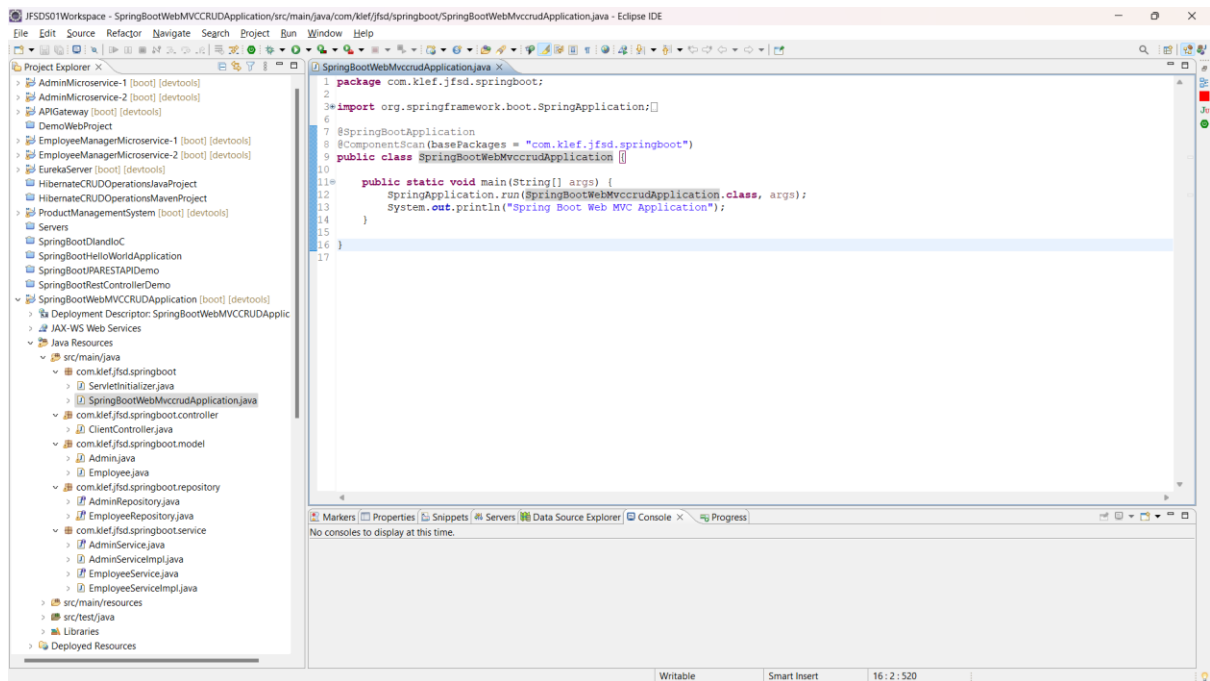 JFSDS01Workspace - SpringBootWebMVCCRUDApplication/src/main/java/com/klef/jfsd/springboot/SpringBootWebMvccrudApplication.java - Eclipse IDE
File Edit Source Refactor Navigate Search Project Run Window Help
Project Explorer
AdminMicroservice-1 [boot] [devtools]
AdminMicroservice-2 [boot] [devtools]
APIGateway [boot] [devtools]
DemoWebProject
EmployeeManagerMicroservice-1 [boot] [devtools]
EmployeeManagerMicroservice-2 [boot] [devtools]
EurekaServer [boot] [devtools]
HibernateCRUDOperationsJavaProject
HibernateCRUDOperationsMavenProject
ProductManagementSystem [boot] [devtools]
Servers
SpringBootDIandIoC
SpringBootHelloWorldApplication
SpringBootJPARESTAPIDemo
SpringBootRestControllerDemo
SpringBootWebMVCCRUDApplication [boot] [devtools]
Deployment Descriptor: SpringBootWebMVCCRUDApplic
JAX-WS Web Services
Java Resources
src/main/java
com.klef.jfsd.springboot
ServletInitializer.java
SpringBootWebMvccrudApplication.java
com.klef.jfsd.springboot.controller
ClientController.java
com.klef.jfsd.springboot.model
Admin.java
Employee.java
com.klef.jfsd.springboot.repository
AdminRepository.java
EmployeeRepository.java
com.klef.jfsd.springboot.service
AdminService.java
AdminServiceImpl.java
EmployeeService.java
EmployeeServiceImpl.java
src/main/resources
src/test/java
Libraries
Deployed Resources
SpringBootWebMvccrudApplication.java
1 package com.klef.jfsd.springboot;
2
3 import org.springframework.boot.SpringApplication;
6
7 @SpringBootApplication
8 @ComponentScan(basePackages = "com.klef.jfsd.springboot")
9 public class SpringBootWebMvccrudApplication {
10
11 public static void main(String[] args) {
12 SpringApplication.run(SpringBootWebMvccrudApplication.class, args);
13 System.out.println("Spring Boot Web MVC Application");
14 }
15
16 }
17
Markers Properties Snippets Servers Data Source Explorer Console Progress
No consoles to display at this time.
Writable Smart Insert 16 : 2 : 520